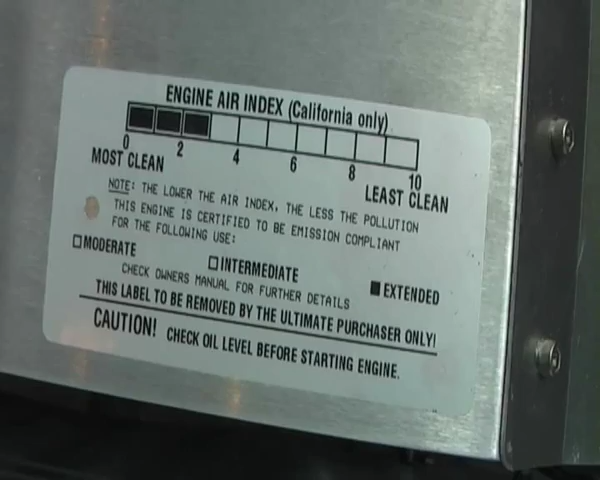 ENGINE AIR INDEX (California only)
0 2 4 6 8 10
MOST CLEAN LEAST CLEAN
NOTE: THE LOWER THE AIR INDEX, THE LESS THE POLLUTION
THIS ENGINE IS CERTIFIED TO BE EMISSION COMPLIANT
FOR THE FOLLOWING USE:
MODERATE INTERMEDIATE EXTENDED
CHECK OWNERS MANUAL FOR FURTHER DETAILS
THIS LABEL TO BE REMOVED BY THE ULTIMATE PURCHASER ONLY!
CAUTION! CHECK OIL LEVEL BEFORE STARTING ENGINE.